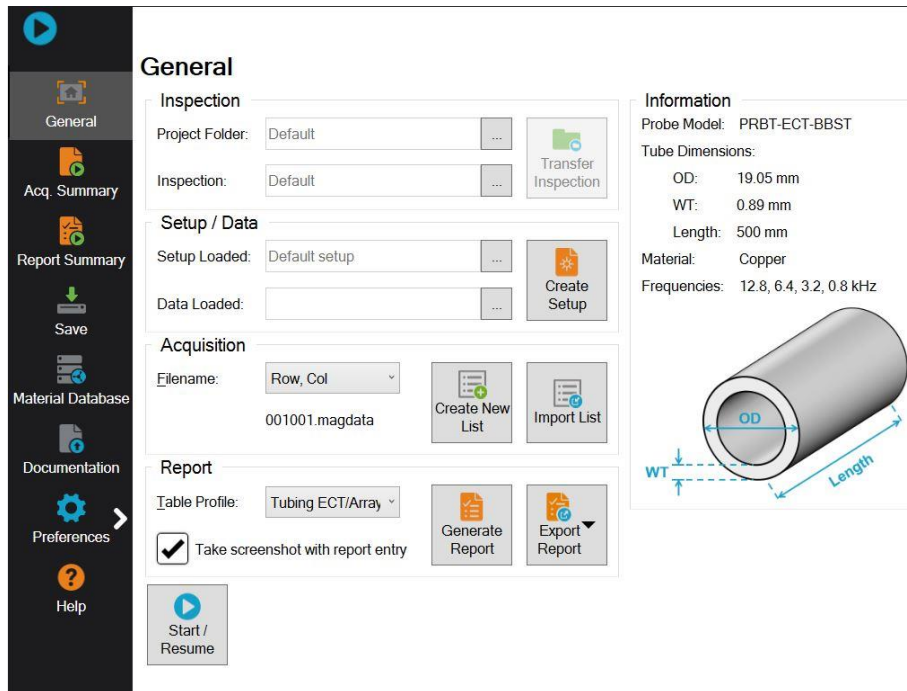 General
Acq. Summary
Report Summary
Save
Material Database
Documentation
Preferences
Help
General
Inspection
Project Folder: Default ...
Inspection: Default ...
Transfer
Inspection
Setup / Data
Setup Loaded: Default setup ...
Data Loaded: ...
Create
Setup
Acquisition
Filename: Row, Col
001001.magdata
Create New
List
Import List
Report
Table Profile: Tubing ECT/Array
Take screenshot with report entry
Generate
Report
Export
Report
Start /
Resume
Information
Probe Model: PRBT-ECT-BBST
Tube Dimensions:
OD: 19.05 mm
WT: 0.89 mm
Length: 500 mm
Material: Copper
Frequencies: 12.8, 6.4, 3.2, 0.8 kHz
OD
WT
Length